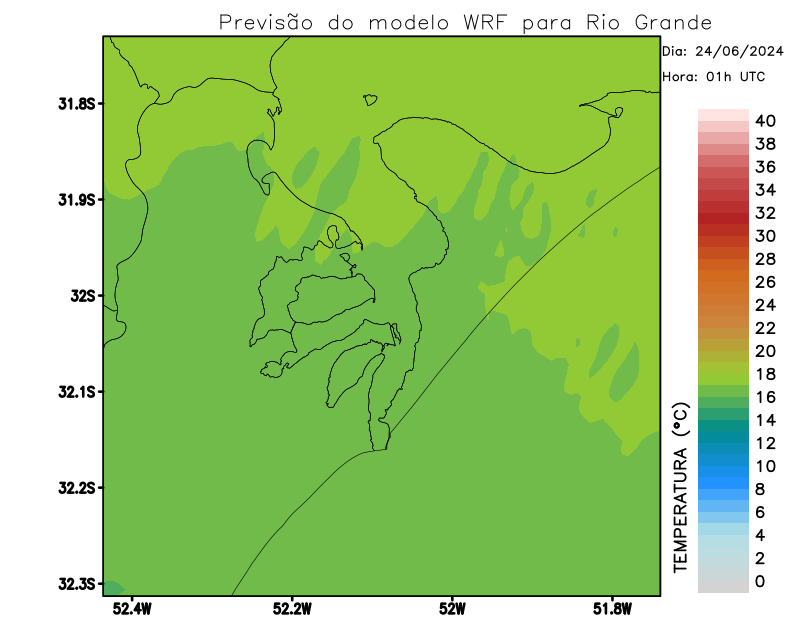 Previsão do modelo WRF para Rio Grande
Dia: 24/06/2024
Hora: 01h UTC
31.8S
31.9S
32S
32.1S
32.2S
32.3S
52.4W
52.2W
52W
51.8W
TEMPERATURA (°C)
40
38
36
34
32
30
28
26
24
22
20
18
16
14
12
10
8
6
4
2
0